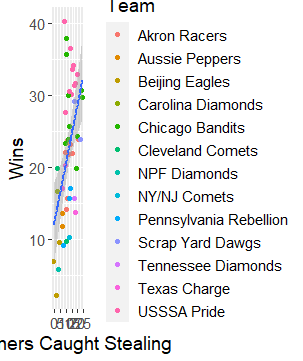 Team
40
30
20
10
Wins
Akron Racers
Aussie Peppers
Beijing Eagles
Carolina Diamonds
Chicago Bandits
Cleveland Comets
NPF Diamonds
NY/NJ Comets
Pennsylvania Rebellion
Scrap Yard Dawgs
Tennessee Diamonds
Texas Charge
USSSA Pride
ners Caught Stealing